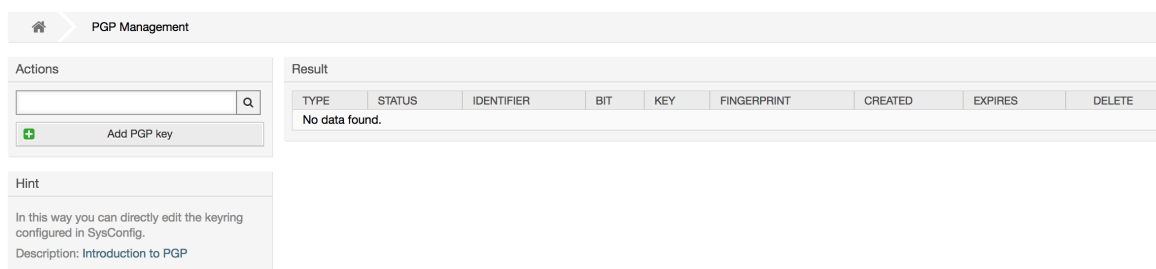 PGP Management
Actions
Add PGP key
Hint
In this way you can directly edit the keyring
configured in SysConfig.
Description: Introduction to PGP
Result
TYPE STATUS IDENTIFIER BIT KEY FINGERPRINT CREATED EXPIRES DELETE
No data found.